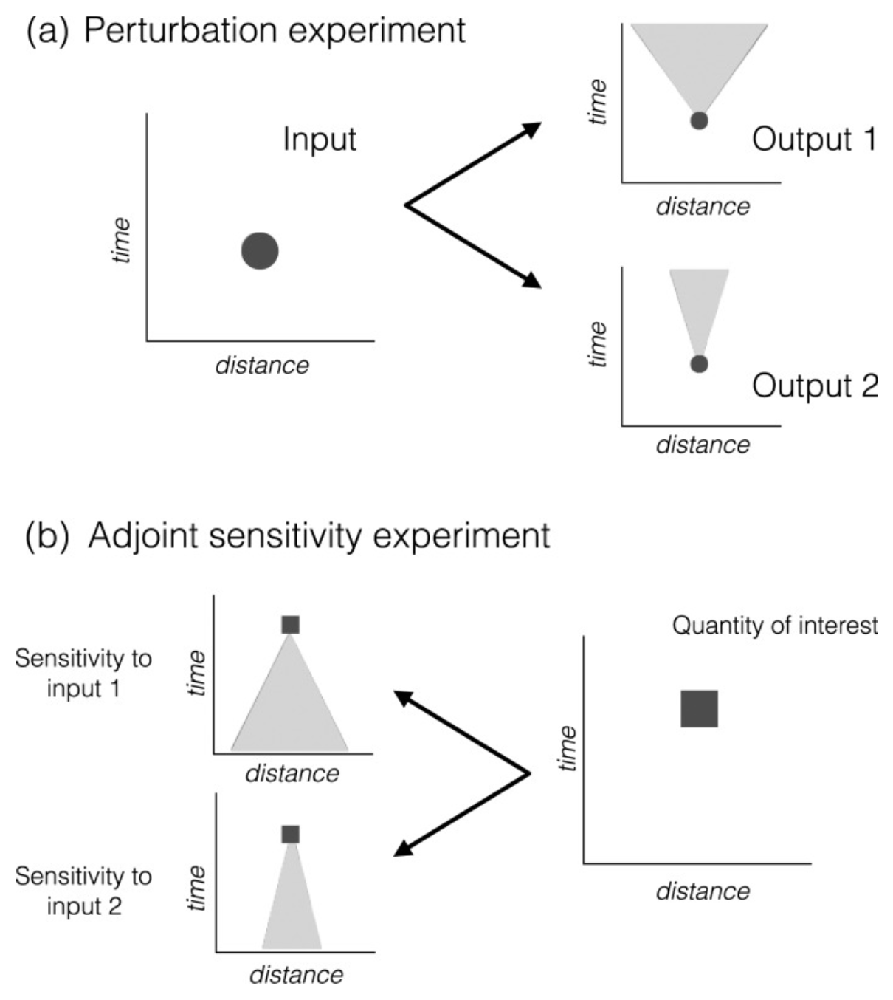 (a) Perturbation experiment
Input
time
distance
time
Output 1
distance
time
Output 2
distance
(b) Adjoint sensitivity experiment
Sensitivity to
input 1
time
distance
Sensitivity to
input 2
time
distance
Quantity of interest
time
distance